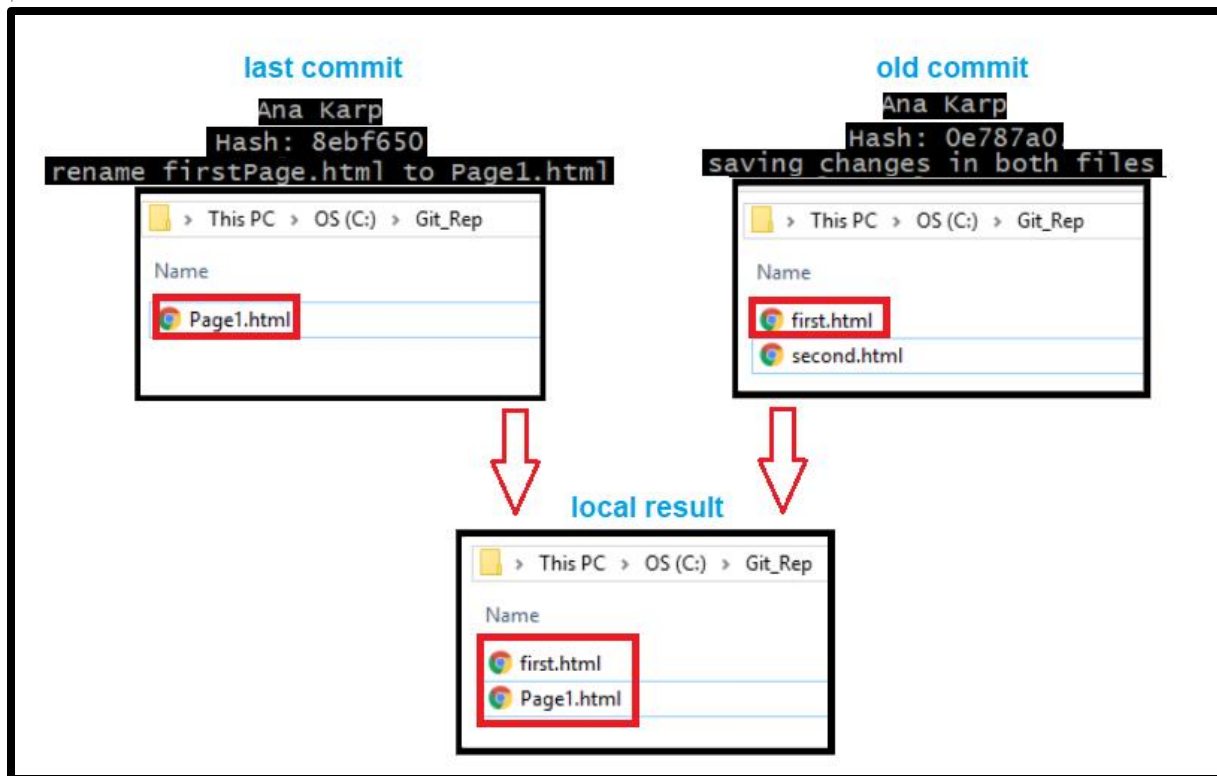 last commit
Ana Karp
Hash: 8ebf650
rename firstPage.html to Page1.html
> This PC > OS (C:) > Git_Rep
Name
Page1.html
old commit
Ana Karp
Hash: 0e787a0
saving changes in both files
> This PC > OS (C:) > Git_Rep
Name
first.html
second.html
local result
> This PC > OS (C:) > Git_Rep
Name
first.html
Page1.html